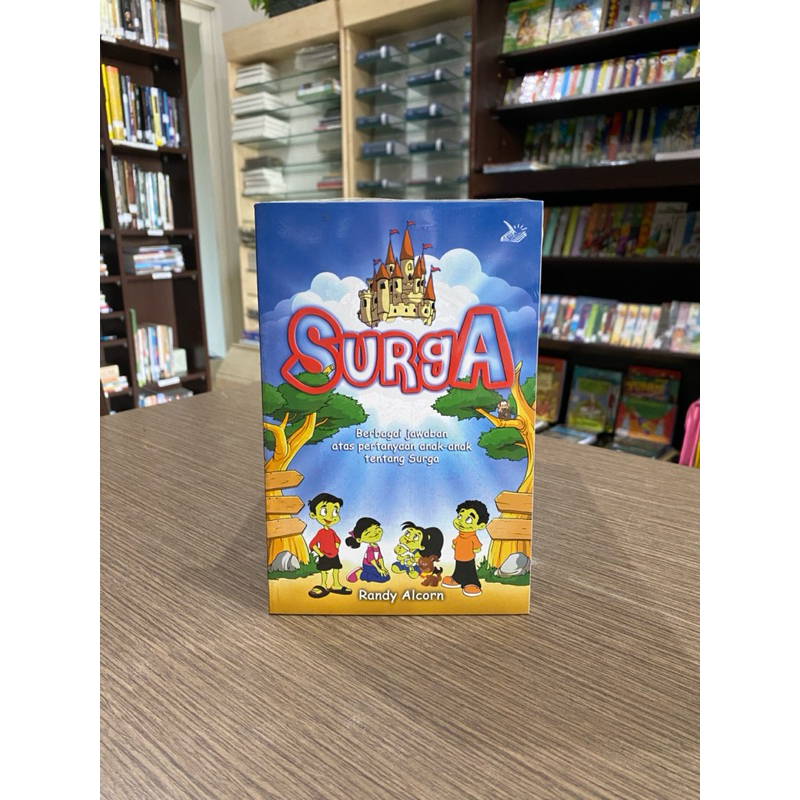 SURgA
Berbagai jawaban
atas pertanyaan anak-anak
tentang Surga
Randy Alcorn